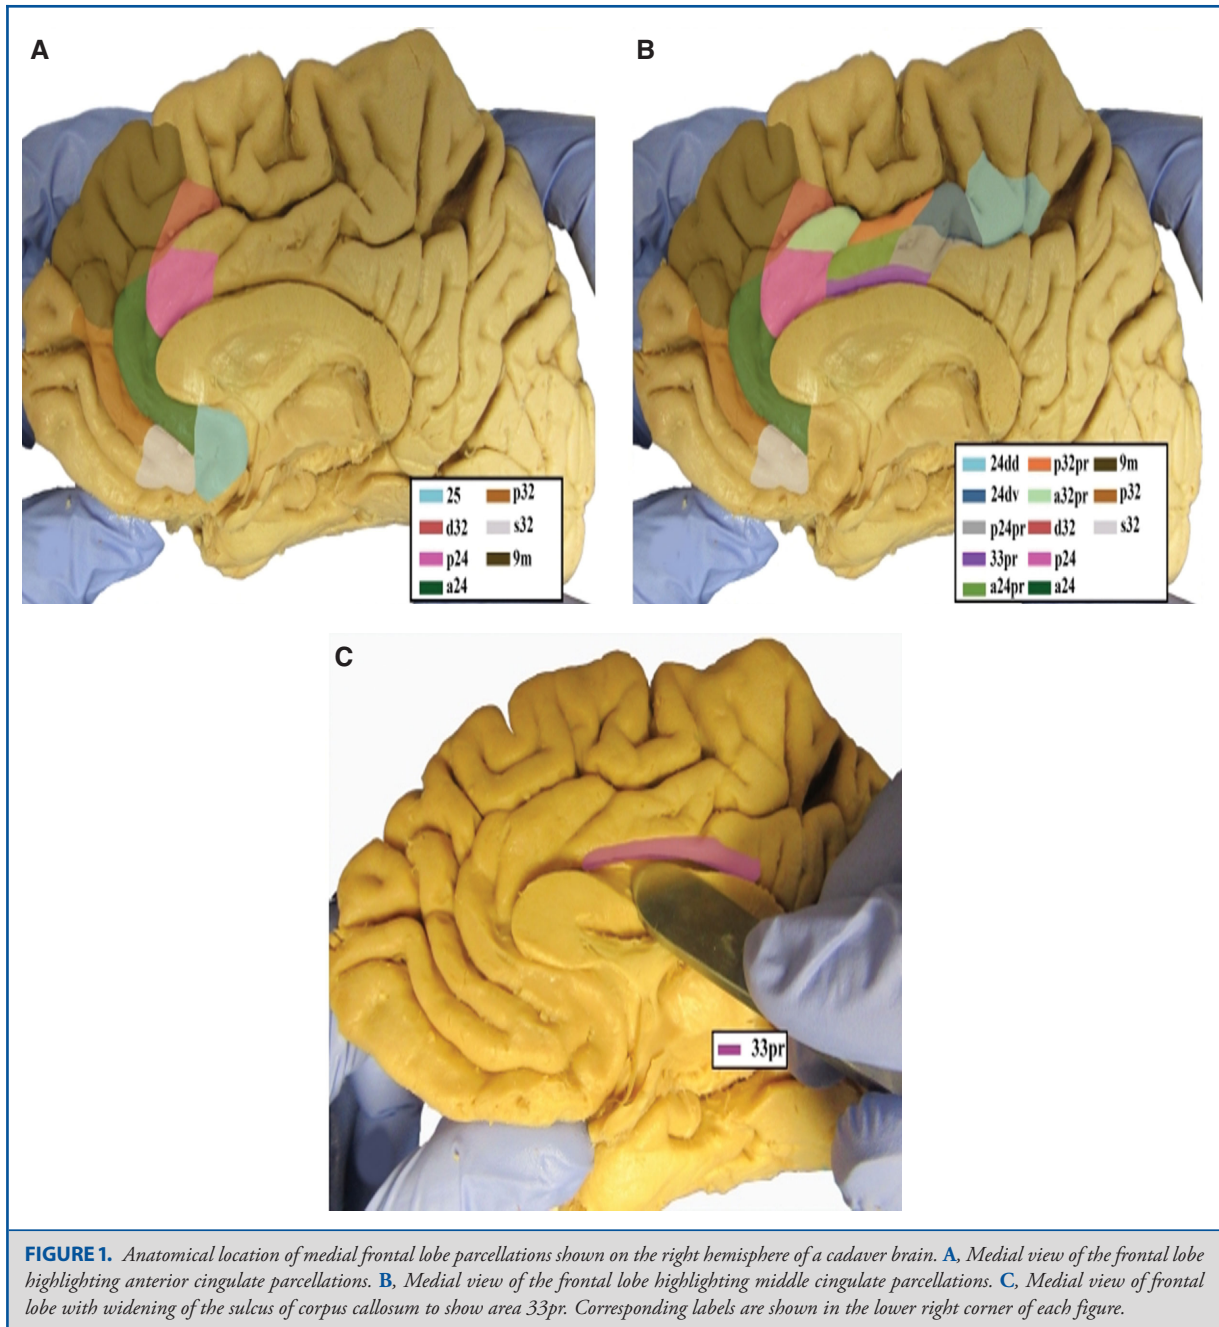 A
25
p32
d32
s32
p24
9m
a24
B
24dd
p32pr
9m
24dv
a32pr
p32
p24pr
d32
s32
33pr
p24
a24pr
a24
C
33pr
FIGURE 1. Anatomical location of medial frontal lobe parcellations shown on the right hemisphere of a cadaver brain. A, Medial view of the frontal lobe
highlighting anterior cingulate parcellations. B, Medial view of the frontal lobe highlighting middle cingulate parcellations. C, Medial view of frontal
lobe with widening of the sulcus of corpus callosum to show area 33pr. Corresponding labels are shown in the lower right corner of each figure.